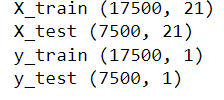 X_train (17500, 21)
X_test (7500, 21)
y_train (17500, 1)
y_test (7500, 1)